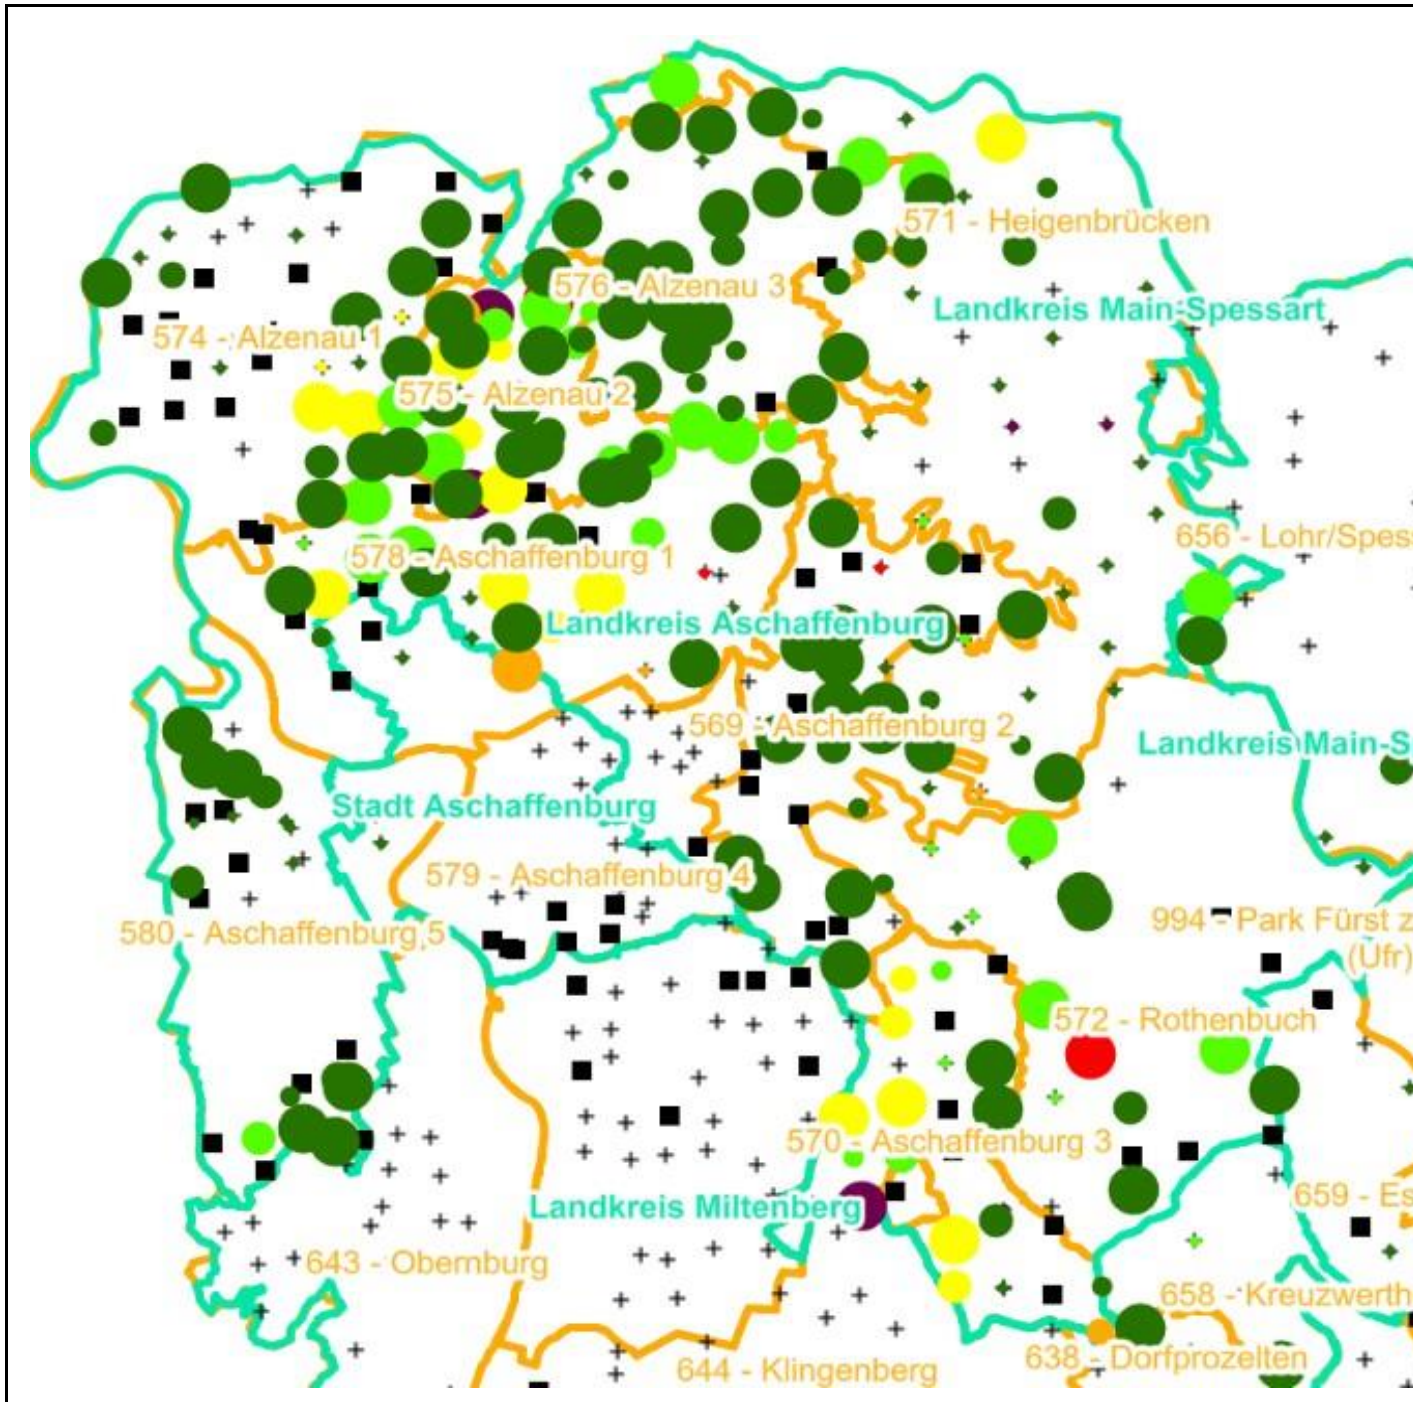 571 - Heigenbrücken
576 - Alzenau 3
Landkreis Main-Spessart
574 - Alzenau 1
575 - Alzenau 2
656 - Lohr/Spess
578 - Aschaffenburg 1
Landkreis Aschaffenburg
569 - Aschaffenburg 2
Landkreis Main-S
Stadt Aschaffenburg
579 - Aschaffenburg 4
994 - Park Fürst z
(Ufr)
580 - Aschaffenburg 5
572 - Rothenbuch
570 - Aschaffenburg 3
659 - Es
Landkreis Miltenberg
643 - Obernburg
658 - Kreuzwerth
638 - Dorfprozelten
644 - Klingenberg